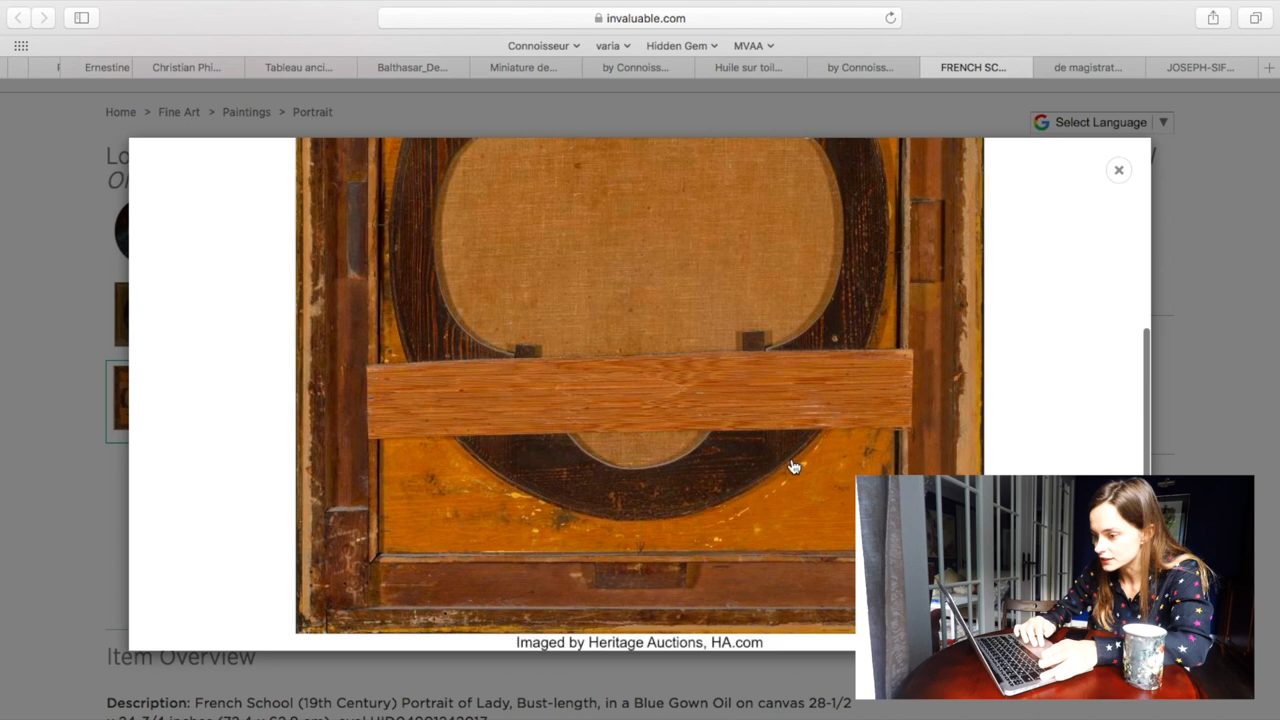 invaluable.com
Connoisseur varia Hidden Gem MVAA
Ernestine Christian Phi... Tableau anci... Balthasar_De... Miniature de... by Connoiss... Huile sur toil... by Connoiss... FRENCH SC... de magistrat... JOSEPH-SIF...
Home > Fine Art > Paintings > Portrait
G Select Language ▼
Lo
Imaged by Heritage Auctions, HA.com
Item Overview
Description: French School (19th Century) Portrait of Lady, Bust-length, in a Blue Gown Oil on canvas 28-1/2